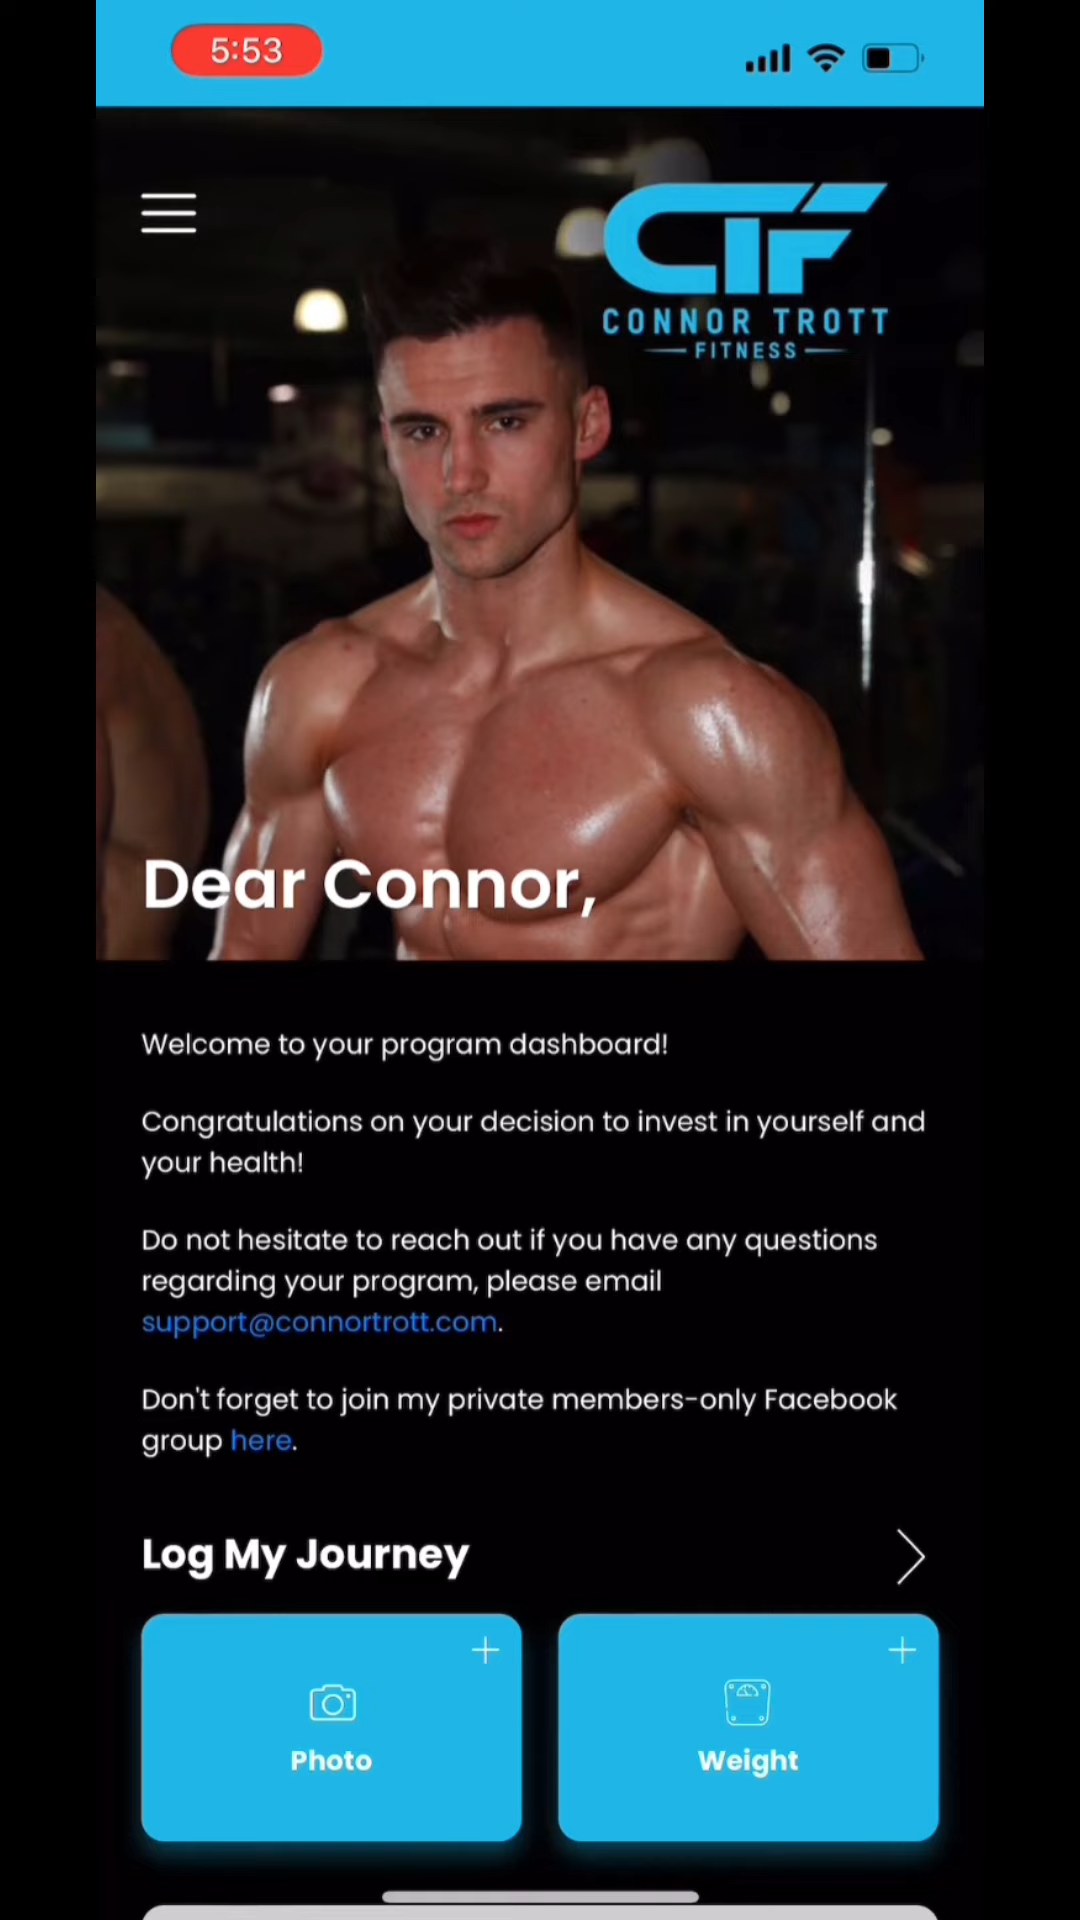 5:53
CTF
CONNOR TROTT
FITNESS
Dear Connor,
Welcome to your program dashboard!
Congratulations on your decision to invest in yourself and
your health!
Do not hesitate to reach out if you have any questions
regarding your program, please email
support@connortrott.com.
Don't forget to join my private members-only Facebook
group here.
Log My Journey
Photo
Weight